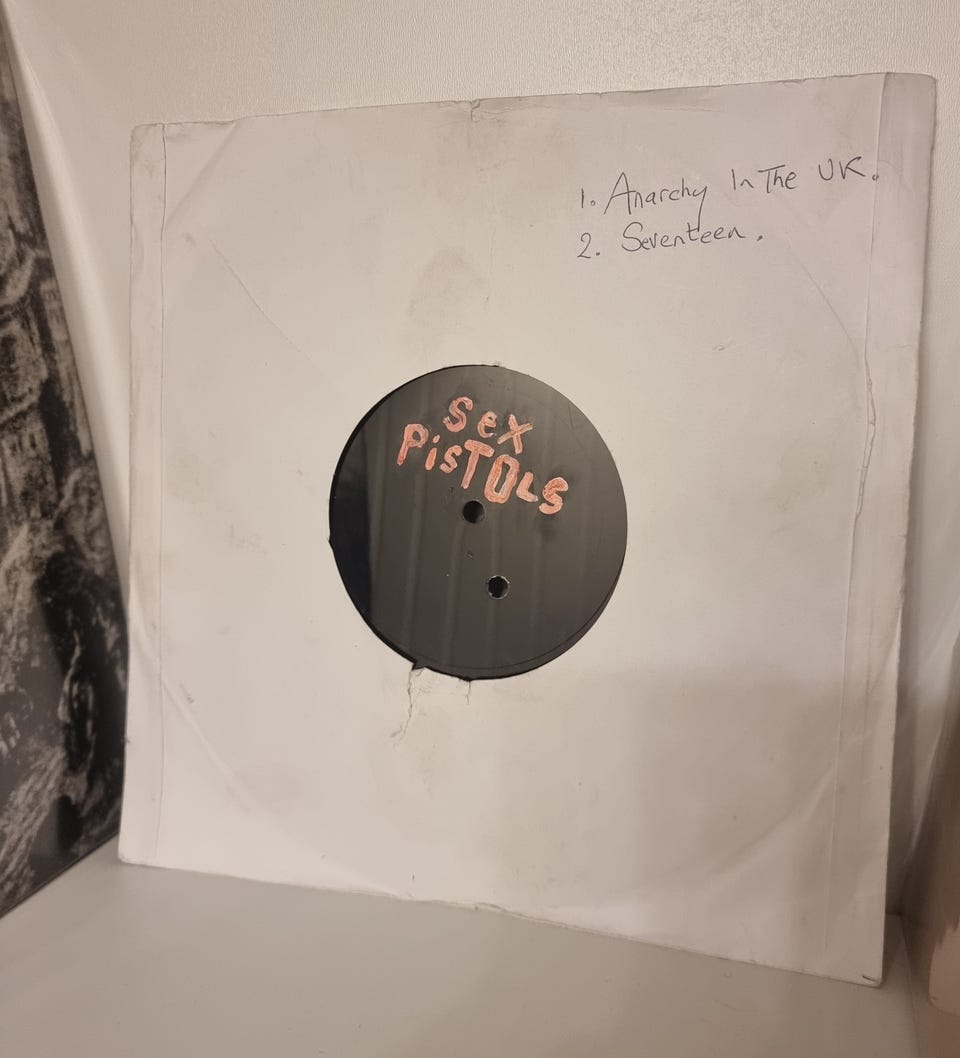 1. Anarchy In The UK.
2. Seventeen.
Sex
PisTOLS